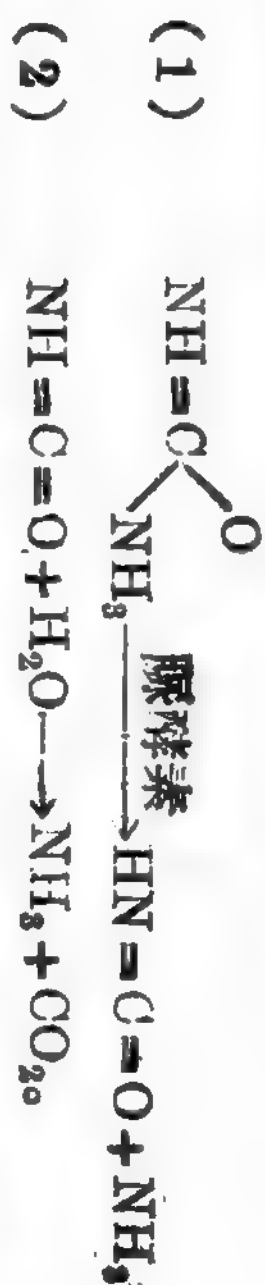 (1) NH=C
O
NH₃ 脲酵素 → HN=C=O+NH₃
(2) NH=C=O+H₂O→NH₃+CO₂。